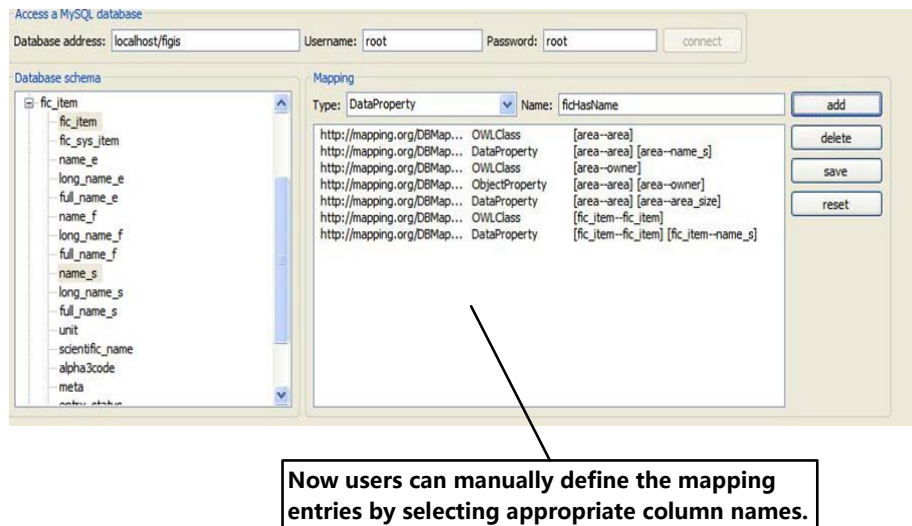 Access a MySQL database
Database address: localhost/figis Username: root Password: root connect
Database schema
fic_item
fic_item
fic_sys_item
name_e
long_name_e
full_name_e
name_f
long_name_f
full_name_f
name_s
long_name_s
full_name_s
unit
scientific_name
alpha3code
meta
entry_status
Mapping
Type: DataProperty Name: ficHasName add
http://mapping.org/DBMap... OWLClass [area--area]
http://mapping.org/DBMap... DataProperty [area--area] [area--name_s]
http://mapping.org/DBMap... OWLClass [area--owner]
http://mapping.org/DBMap... ObjectProperty [area--area] [area--owner]
http://mapping.org/DBMap... DataProperty [area--area] [area--area_size]
http://mapping.org/DBMap... OWLClass [fic_item--fic_item]
http://mapping.org/DBMap... DataProperty [fic_item--fic_item] [fic_item--name_s]
delete
save
reset
Now users can manually define the mapping
entries by selecting appropriate column names.